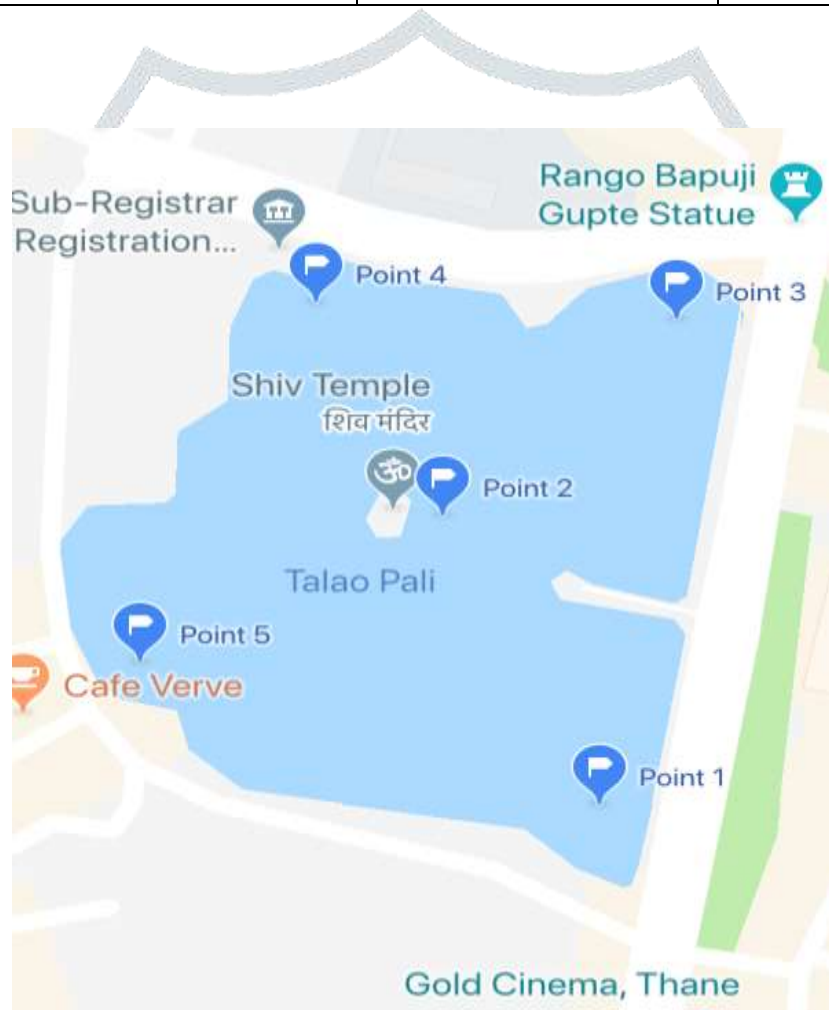 Rango Bapuji
Gupte Statue
Sub-Registrar
Registration...
Point 4
Point 3
Shiv Temple
शिव मंदिर
ॐ
Point 2
Talao Pali
Point 5
Cafe Verve
Point 1
Gold Cinema, Thane